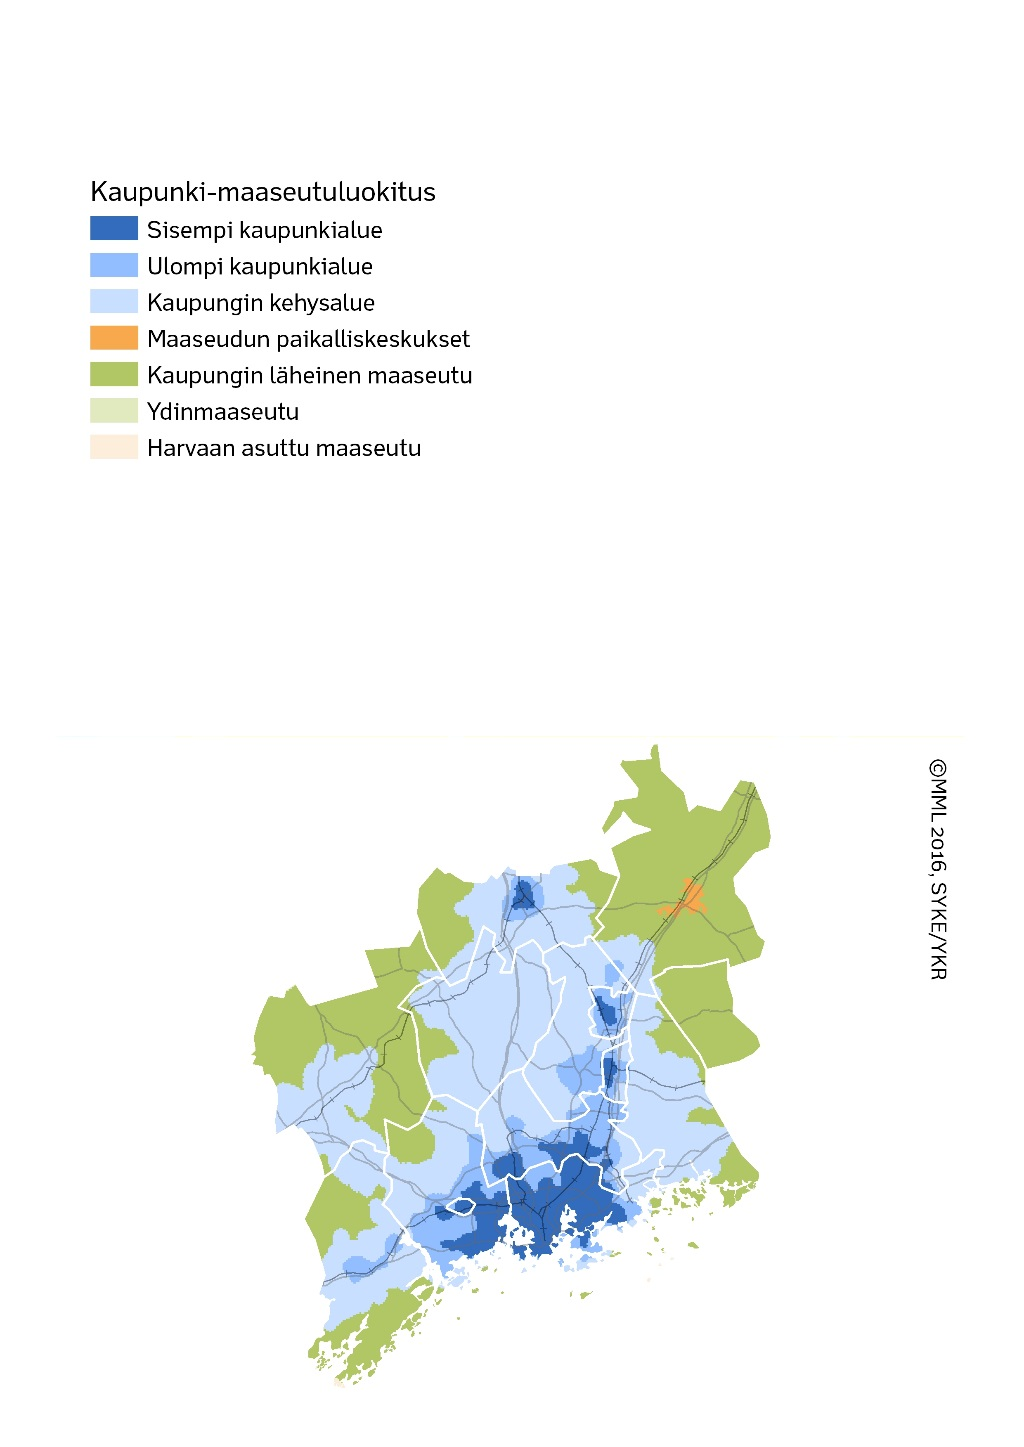 Kaupunki-maaseutuluokitus
Sisempi kaupunkialue
Ulompi kaupunkialue
Kaupungin kehysalue
Maaseudun paikalliskeskukset
Kaupungin läheinen maaseutu
Ydinmaaseutu
Harvaan asuttu maaseutu
©MML 2016, SYKE/YKR